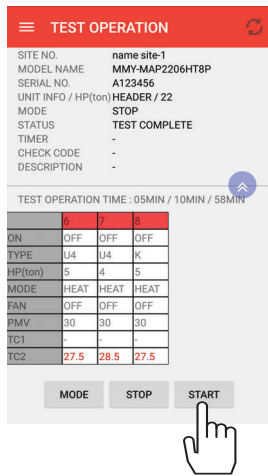 TEST OPERATION
SITE NO. name site-1
MODEL NAME MMY-MAP2206HT8P
SERIAL NO. A123456
UNIT INFO / HP(ton) HEADER / 22
MODE STOP
STATUS TEST COMPLETE
TIMER -
CHECK CODE -
DESCRIPTION -
TEST OPERATION TIME : 05MIN / 10MIN / 58MIN
6 7 8
ON OFF OFF OFF
TYPE U4 U4 K
HP(ton) 5 4 5
MODE HEAT HEAT HEAT
FAN OFF OFF OFF
PMV 30 30 30
TC1 - - -
TC2 27.5 28.5 27.5
MODE STOP START